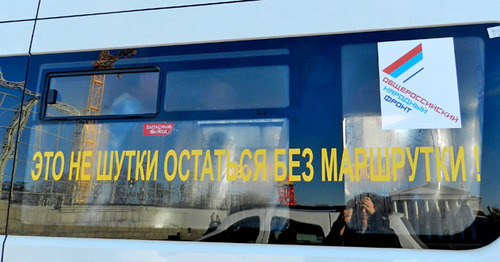 ОБЩЕРОССИЙСКИЙ
НАРОДНЫЙ
ФРОНТ
ЗАПАСНЫЙ
ВЫХОД
ЭТО НЕ ШУТКИ ОСТАТЬСЯ БЕЗ МАРШРУТКИ !